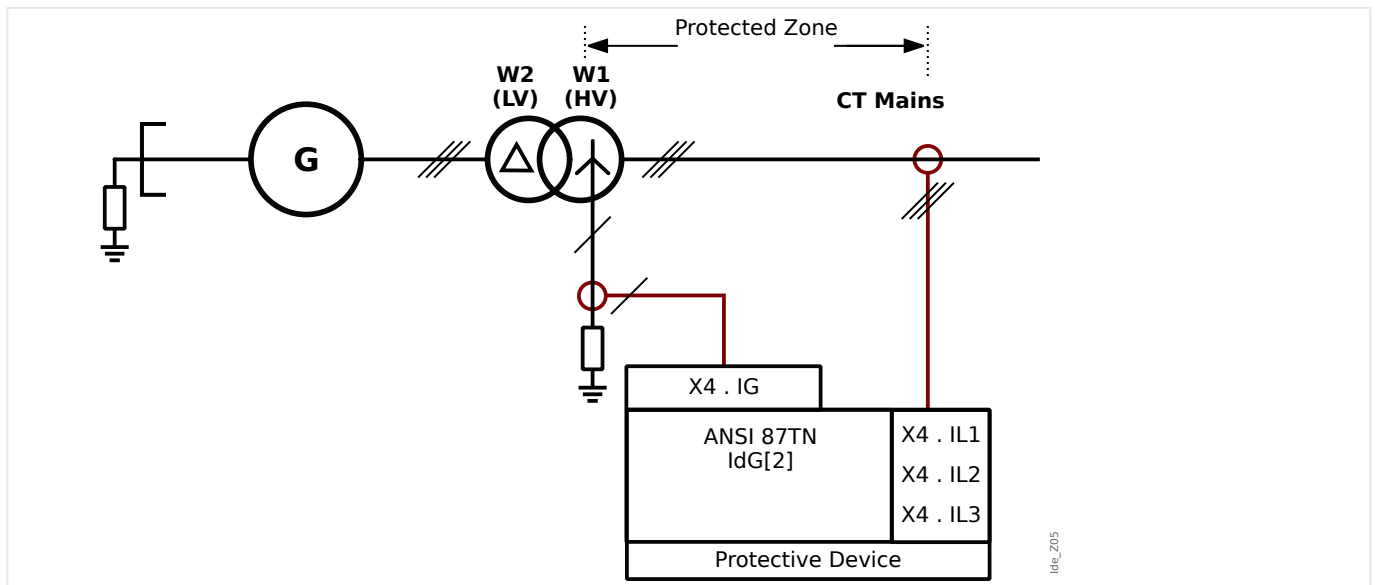 Protected Zone
W2
(LV)
W1
(HV)
CT Mains
G
X4 . IG
ANSI 87TN
IdG[2]
X4 . IL1
X4 . IL2
X4 . IL3
Protective Device
Ide_Z05